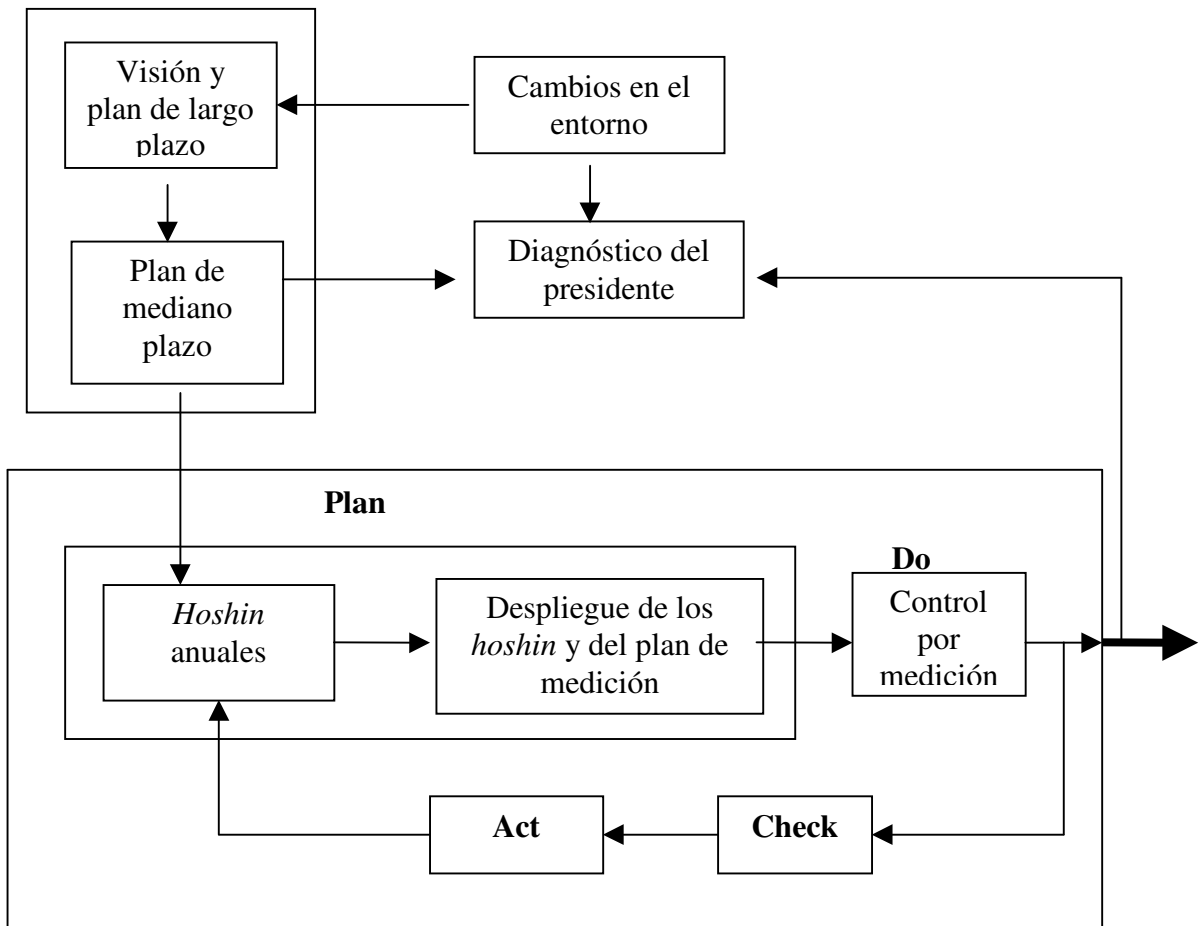 Visión y
plan de largo
plazo
Cambios en el
entorno
Plan de
mediano
plazo
Diagnóstico del
presidente
Plan
Hoshin
anuales
Despliegue de los
hoshin y del plan de
medición
Do
Control
por
medición
Act
Check